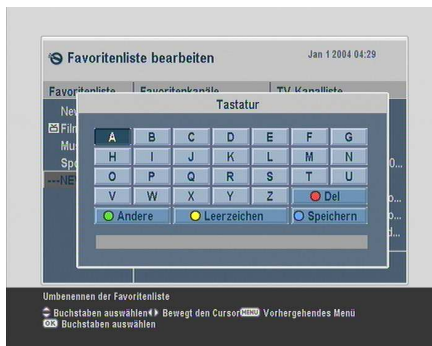 Favoritenliste bearbeiten
Jan 1 2004 04:29
Favoritenliste Favoritenkanäle TV Kanalliste
Tastatur
A B C D E F G
H I J K L M N
O P Q R S T U
V W X Y Z Del
Andere Leerzeichen Speichern
Umbenennen der Favoritenliste
Buchstaben auswählen Bewegt den Cursor MENU Vorhergehendes Menü
OK Buchstaben auswählen